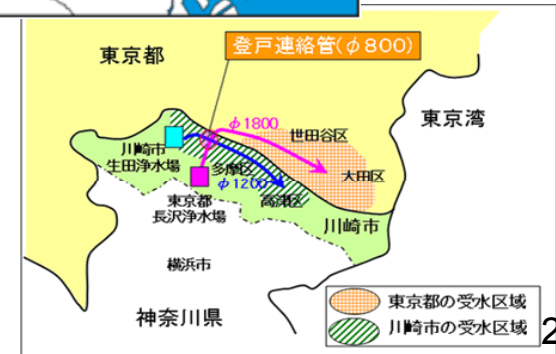 登戸連絡管(φ800)
東京都
東京湾
φ1800
世田谷区
川崎市
生田浄水場
多摩区
大田区
φ1200
高津区
東京都
長沢浄水場
川崎市
横浜市
神奈川県
東京都の受水区域
川崎市の受水区域
2